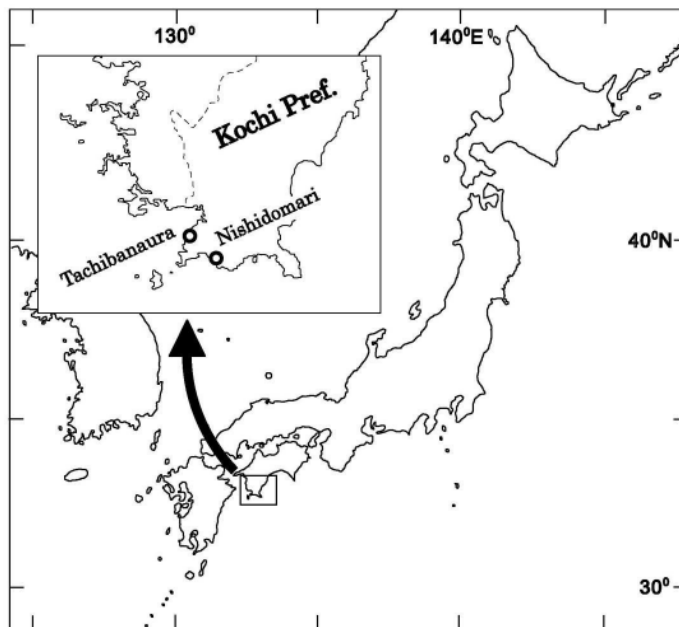 130⁰
140⁰E
Kochi Pref.
Nishidomari
Tachibanaura
40⁰N
30⁰